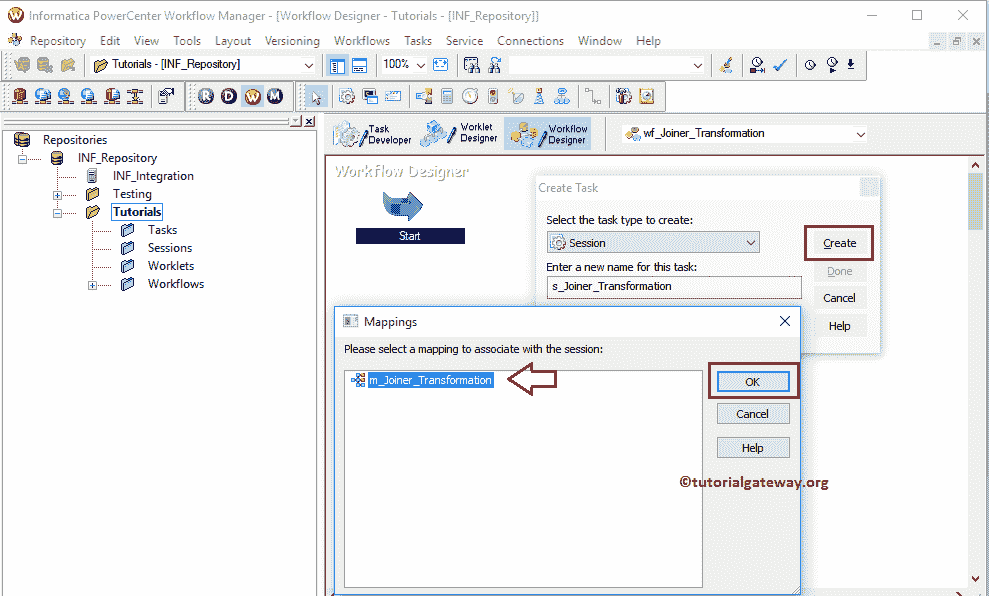 Informatica PowerCenter Workflow Manager - [Workflow Designer - Tutorials - [INF_Repository]]
Repository Edit View Tools Layout Versioning Workflows Tasks Service Connections Window Help
Tutorials - [INF_Repository]
100%
R D W M
Task Developer
Worklet Designer
Workflow Designer
wf_Joiner_Transformation
Repositories
INF_Repository
INF_Integration
Testing
Tutorials
Tasks
Sessions
Worklets
Workflows
Workflow Designer
Start
Create Task
Select the task type to create:
Session
Create
Enter a new name for this task:
Done
s_Joiner_Transformation
Cancel
Help
Mappings
Please select a mapping to associate with the session:
m_Joiner_Transformation
OK
Cancel
Help
©tutorialgateway.org